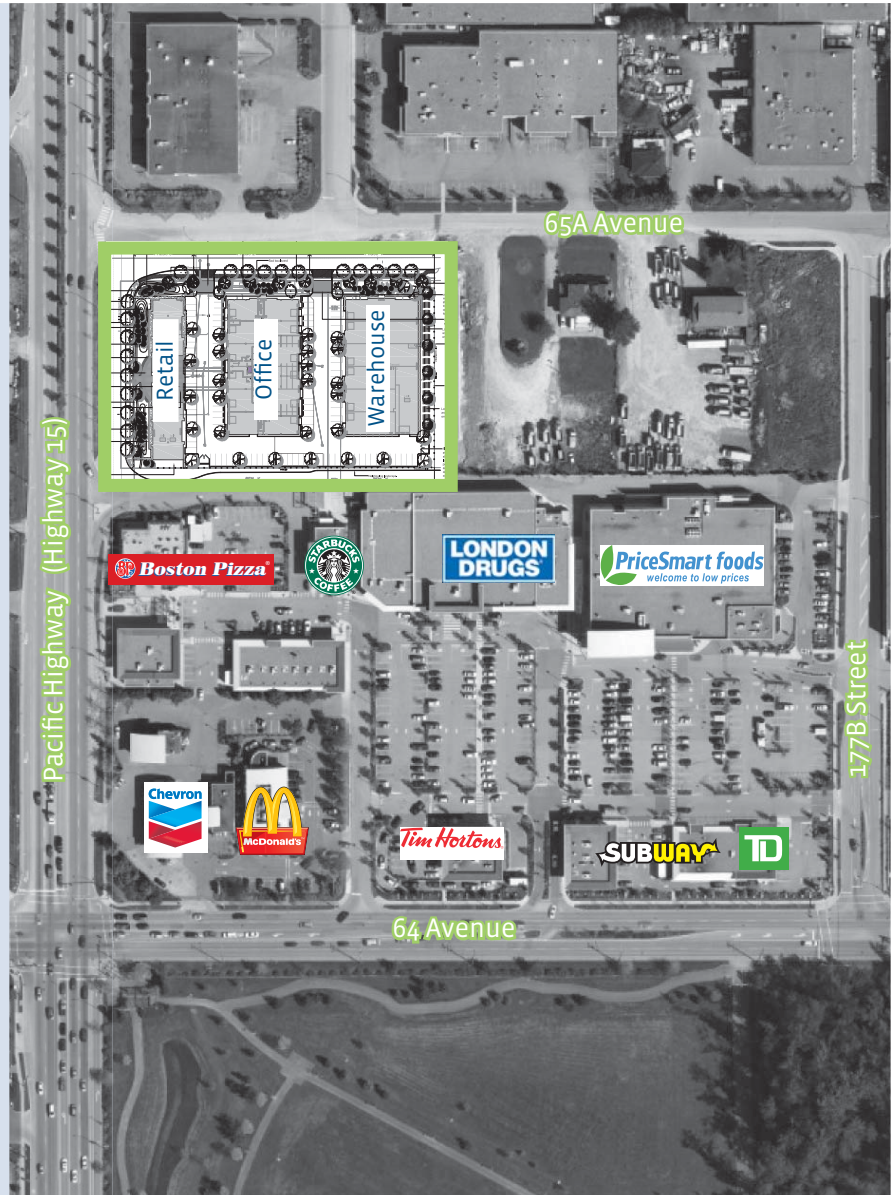 65A Avenue
Retail
Office
Warehouse
Pacific Highway (Highway 15)
BP Boston Pizza®
STARBUCKS
COFFEE
LONDON
DRUGS
PriceSmart foods
welcome to low prices
177B Street
Chevron
McDonald's
Tim Hortons
SUBWAY
TD
64 Avenue